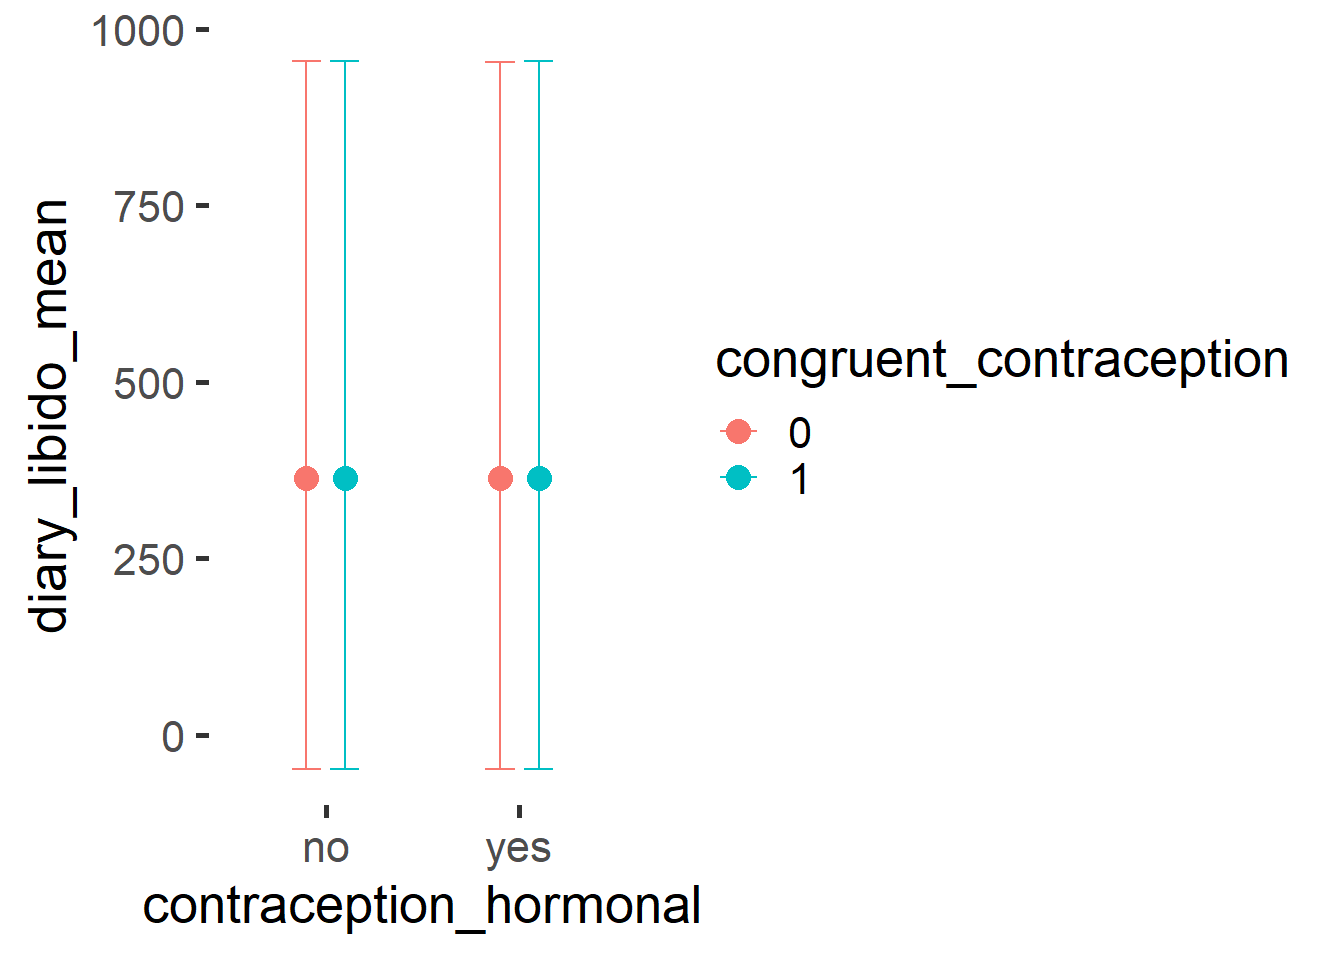 1000
750
500
250
0
diary_libido_mean
no
yes
contraception_hormonal
congruent_contraception
0
1